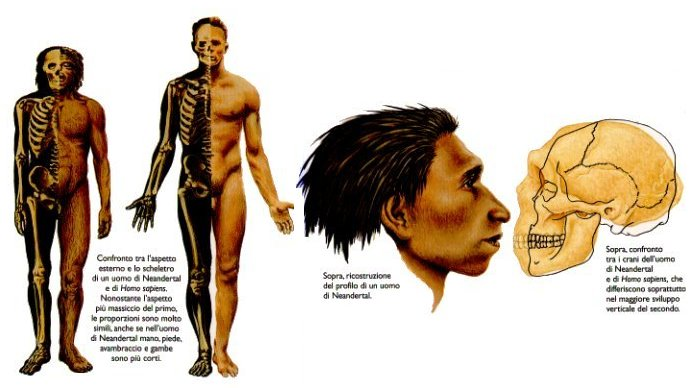 Confronto tra l'aspetto
esterno e lo scheletro
di un uomo di Neandertal
e di Homo sapiens.
Nonostante l'aspetto
più massiccio del primo,
le proporzioni sono molto
simili, anche se nell'uomo
di Neandertal mano, piede,
avambraccio e gambe
sono più corti.
Sopra, ricostruzione
del profilo di un uomo
di Neandertal.
Sopra, confronto
tra i crani dell'uomo
di Neandertal
e di Homo sapiens, che
differiscono soprattutto
nel maggiore sviluppo
verticale del secondo.